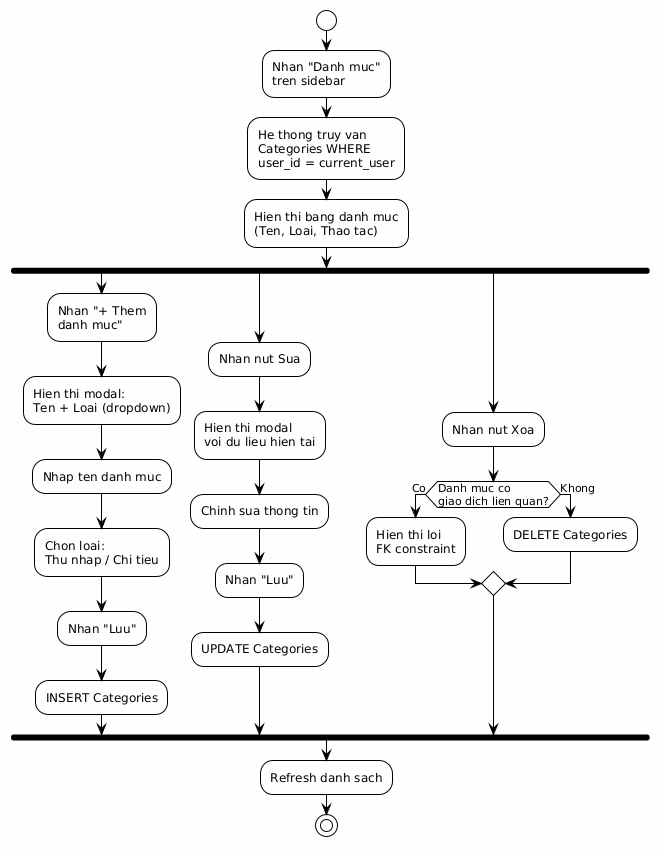 Nhan "Danh muc"
tren sidebar
He thong truy van
Categories WHERE
user_id = current_user
Hien thi bang danh muc
(Ten, Loai, Thao tac)
Nhan "+ Them
danh muc"
Hien thi modal:
Ten + Loai (dropdown)
Nhap ten danh muc
Chon loai:
Thu nhap / Chi tieu
Nhan "Luu"
INSERT Categories
Nhan nut Sua
Hien thi modal
voi du lieu hien tai
Chinh sua thong tin
Nhan "Luu"
UPDATE Categories
Nhan nut Xoa
Danh muc co
giao dich lien quan?
Co
Hien thi loi
FK constraint
Khong
DELETE Categories
Refresh danh sach